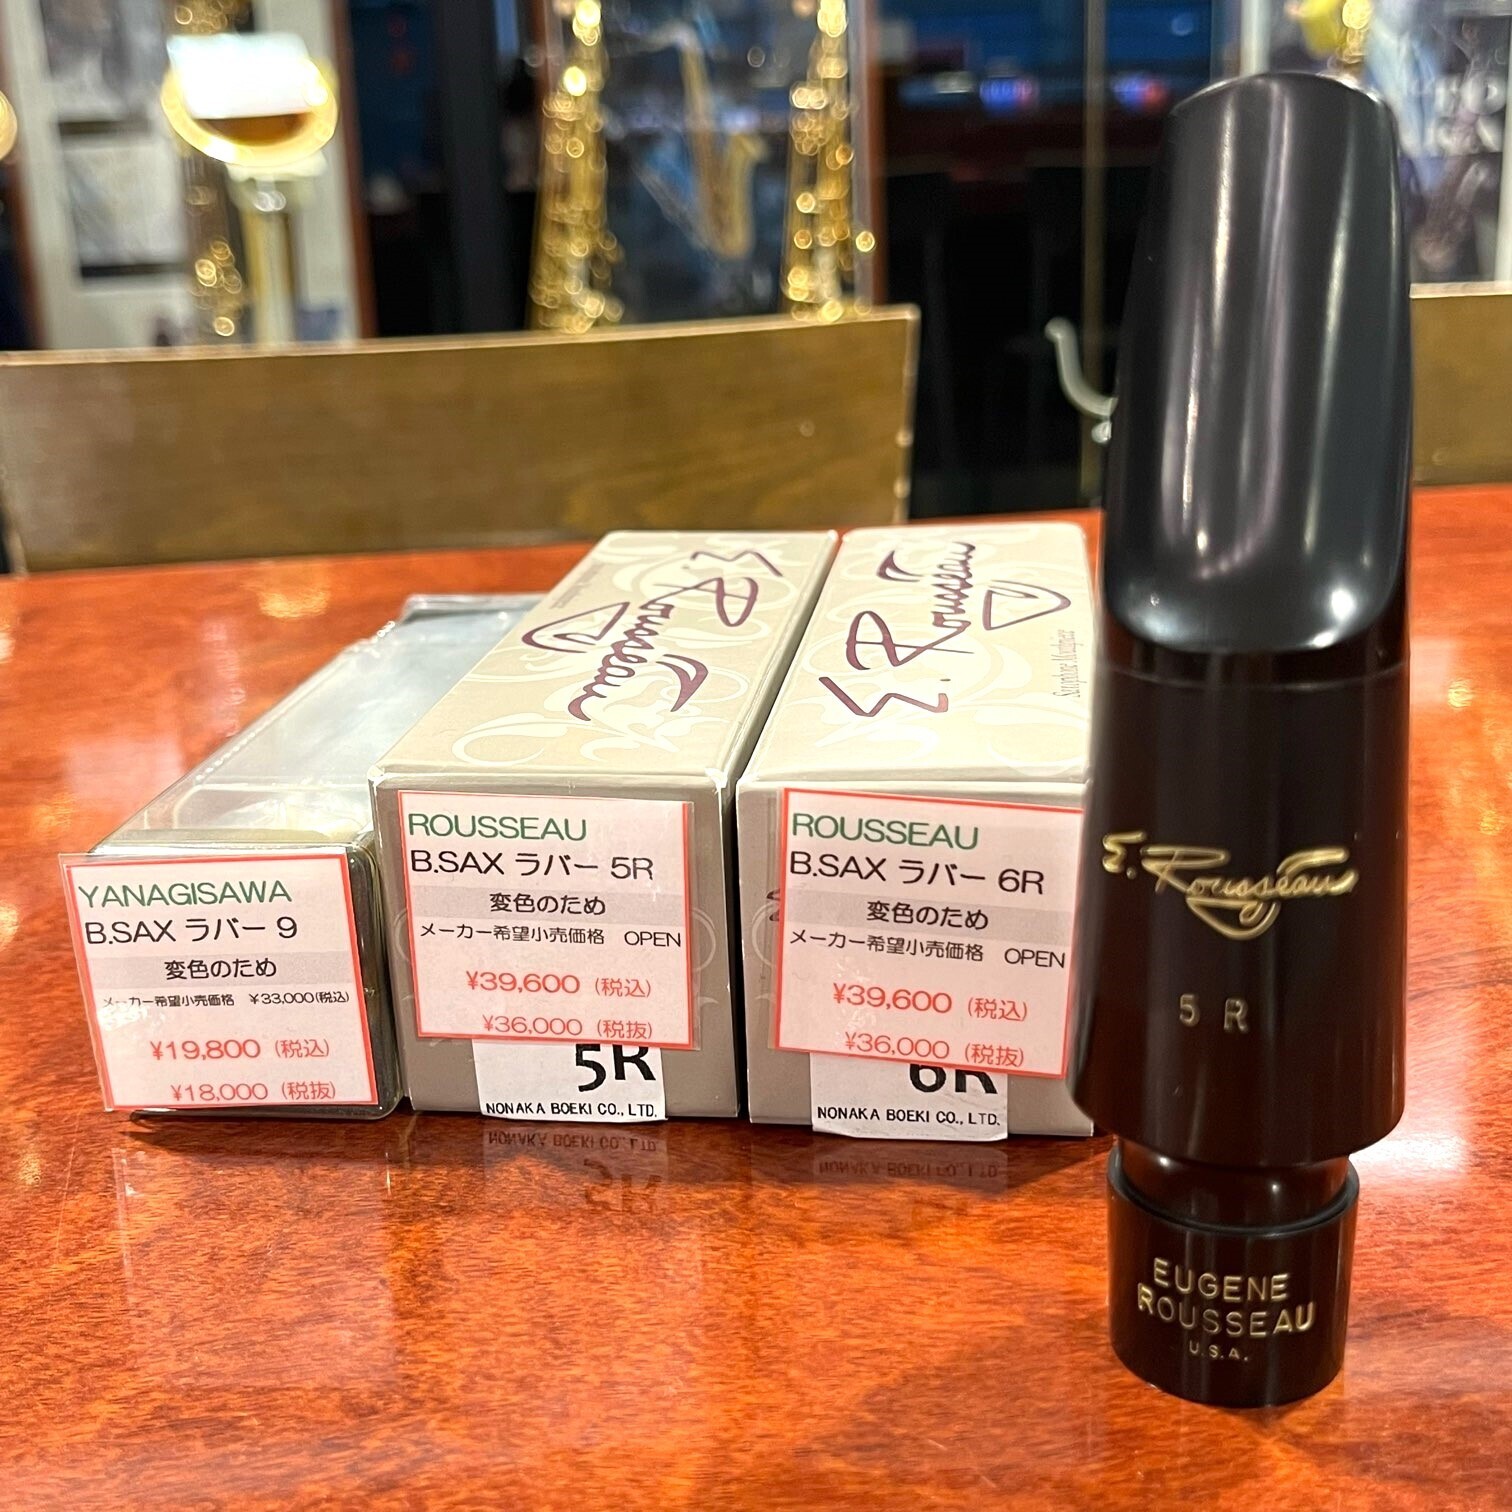 YANAGISAWA
B.SAX ラバー 9
変色のため
メーカー希望小売価格 ￥33,000(税込)
¥19,800 (税込)
¥18,000 (税抜)
E. Rousseau
ROUSSEAU
B.SAX ラバー 5R
変色のため
メーカー希望小売価格 OPEN
¥39,600 (税込)
¥36,000 (税抜)
5R
NONAKA BOEKI CO., LTD.
E. Rousseau
Saxophone Mouthpiece
ROUSSEAU
B.SAX ラバー 6R
変色のため
メーカー希望小売価格 OPEN
¥39,600 (税込)
¥36,000 (税抜)
6R
NONAKA BOEKI CO., LTD.
E. Rousseau
5 R
EUGENE
ROUSSEAU
U.S.A.